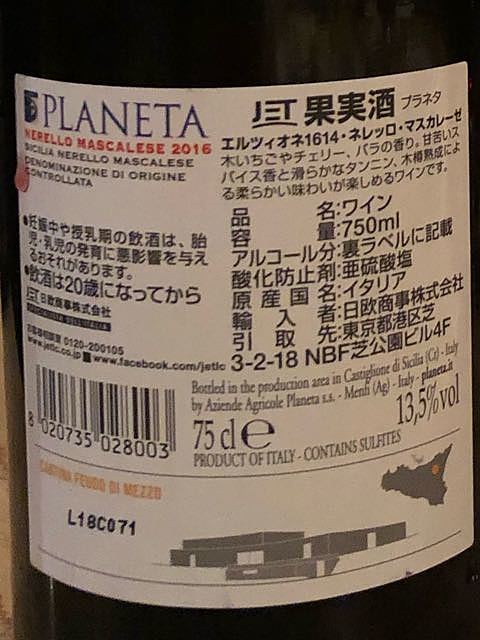 PLANETA
NERELLO MASCALESE 2016
SICILIA NERELLO MASCALESE
DENOMINAZIONE DI ORIGINE
CONTROLLATA
●妊娠中や授乳期の飲酒は、胎
児・乳児の発育に悪影響を与え
るおそれがあります。
●飲酒は20歳になってから
JET 日欧商事株式会社
お客様相談室 0120-200105
www.jetlc.co.jp ■ www.facebook.com/jetlc
JET 果実酒 プラネタ
エルツィオネ1614・ネレッロ・マスカレーゼ
木いちごやチェリー、バラの香り。甘苦いス
パイス香と滑らかなタンニン、木樽熟成によ
る柔らかい味わいが楽しめるワインです。
品名:ワイン
容量:750ml
アルコール分:裏ラベルに記載
酸化防止剤:亜硫酸塩
原産国名:イタリア
輸入者:日欧商事株式会社
引取先:東京都港区芝
3-2-18 NBF芝公園ビル4F
Bottled in the production area in Castiglione di Sicilia (Ct) - Italy
by Aziende Agricole Planeta s.s. - Menfi (Ag) - Italy - planeta.it
75 cl e 13,5% vol
PRODUCT OF ITALY - CONTAINS SULFITES
8 020735 028003
CANTINA FEUDO DI MEZZO
L18C071